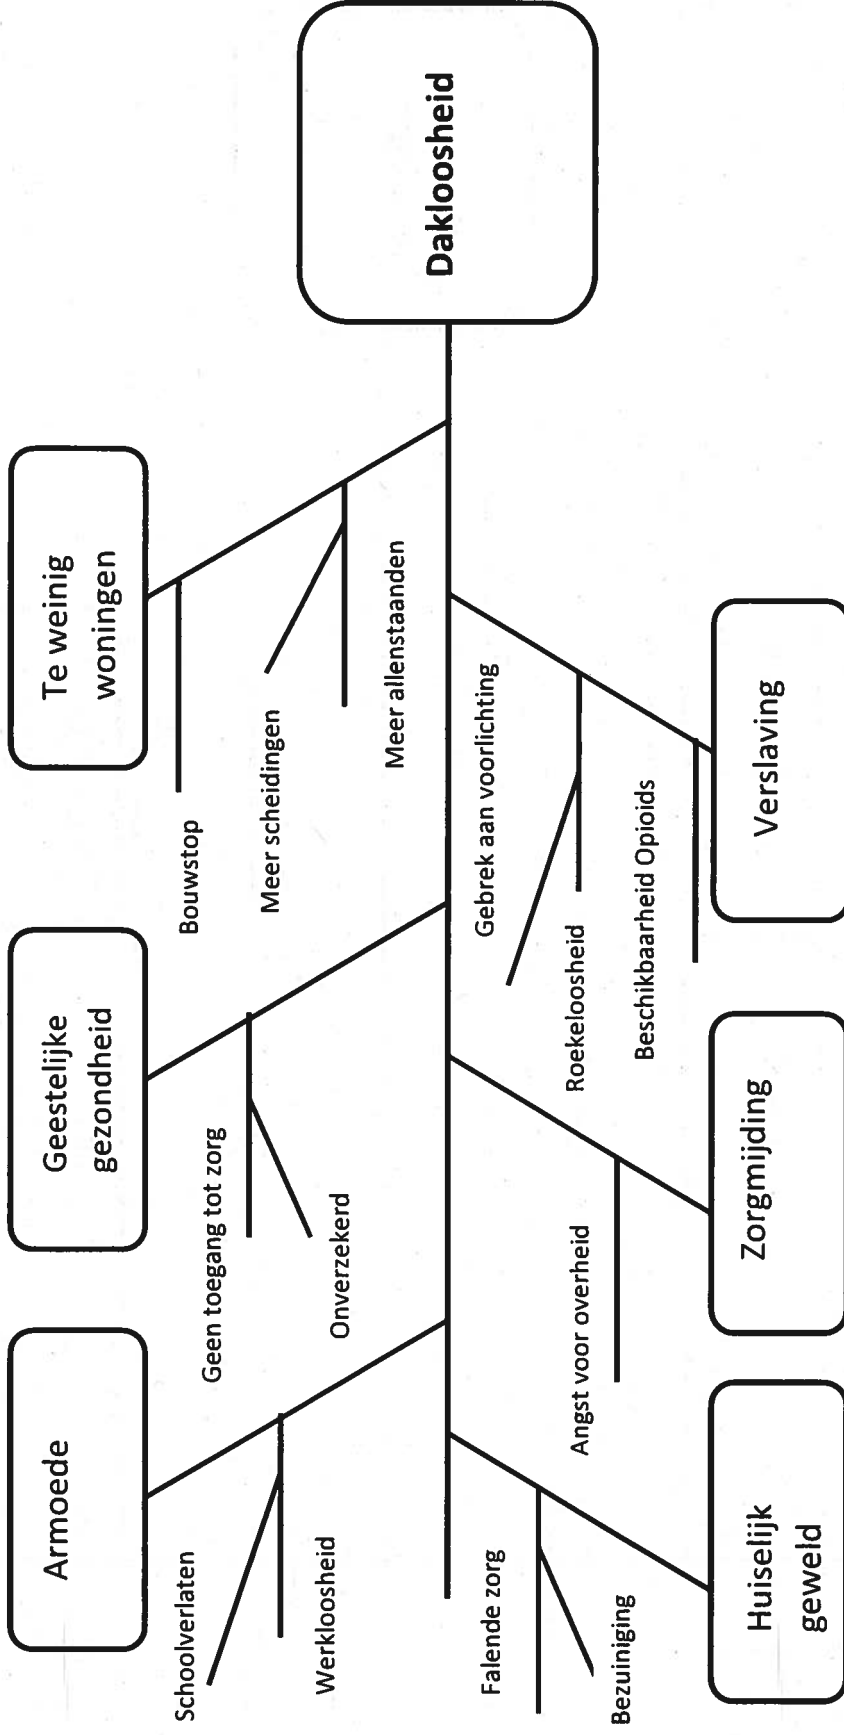 Armoede
Geestelijke
gezondheid
Te weinig
woningen
Schoolverlaten
Werkloosheid
Geen toegang tot zorg
Onverzekerd
Bouwstop
Meer scheidingen
Meer allenstaanden
Dakloosheid
Falende zorg
Bezuiniging
Angst voor overheid
Gebrek aan voorlichting
Roekeloosheid
Beschikbaarheid Opioids
Huiselijk
geweld
Zorgmijding
Verslaving